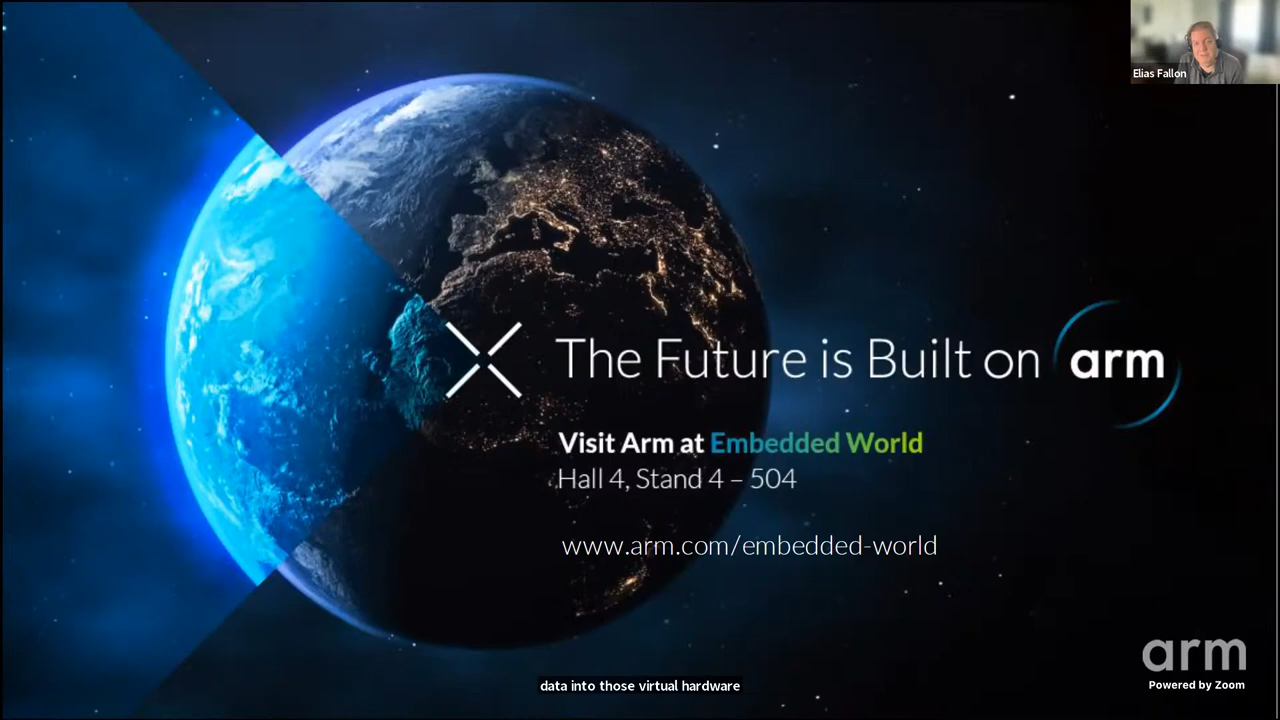 Elias Fallon
The Future is Built on arm
Visit Arm at Embedded World
Hall 4, Stand 4 – 504
www.arm.com/embedded-world
arm
Powered by Zoom
data into those virtual hardware